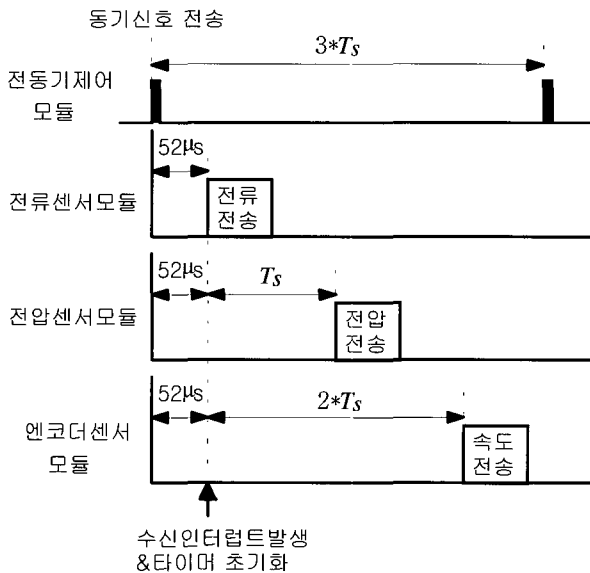 동기신호 전송
3*Ts
전동기제어
모듈
52μs
전류센서모듈
전류
전송
52μs
Ts
전압센서모듈
전압
전송
52μs
2*Ts
엔코더센서
모듈
속도
전송
수신인터럽트발생
&타이머 초기화